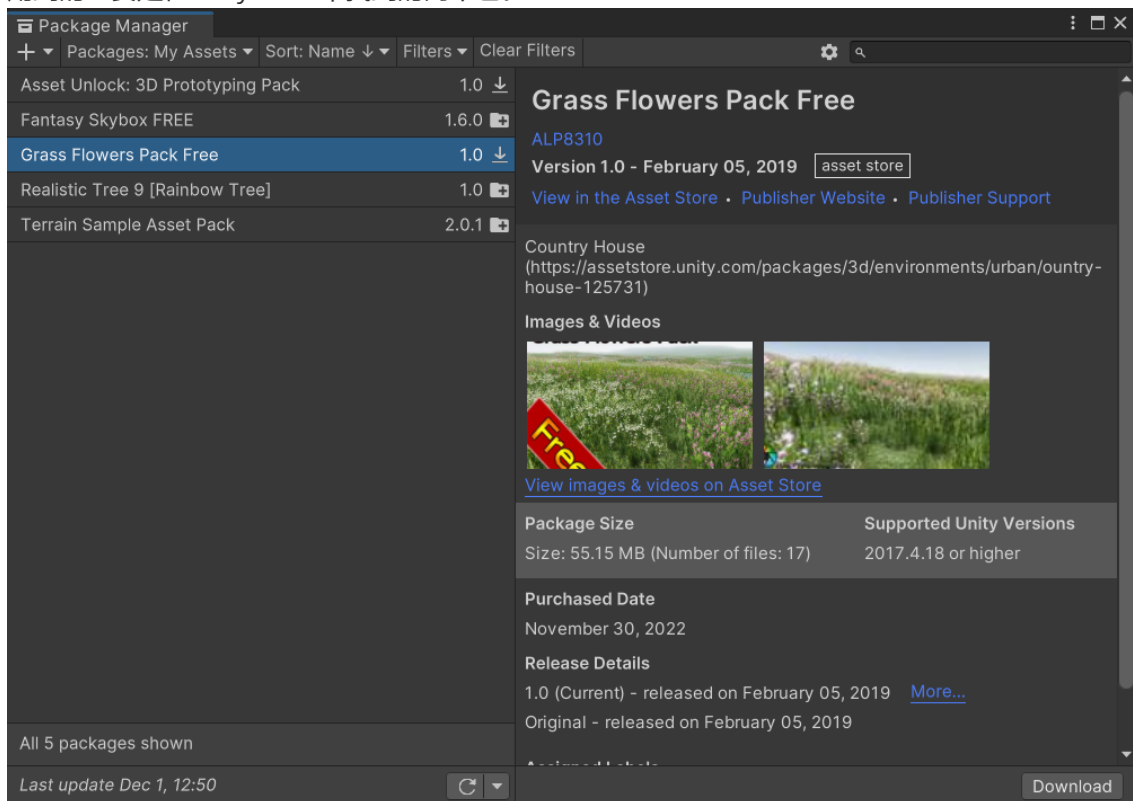 Package Manager
Packages: My Assets Sort: Name ↓ Filters Clear Filters
Asset Unlock: 3D Prototyping Pack 1.0
Fantasy Skybox FREE 1.6.0
Grass Flowers Pack Free 1.0
Realistic Tree 9 [Rainbow Tree] 1.0
Terrain Sample Asset Pack 2.0.1
All 5 packages shown
Last update Dec 1, 12:50
Grass Flowers Pack Free
ALP8310
Version 1.0 - February 05, 2019 asset store
View in the Asset Store • Publisher Website • Publisher Support
Country House
(https://assetstore.unity.com/packages/3d/environments/urban/ountry-
house-125731)
Images & Videos
Free
View images & videos on Asset Store
Package Size Supported Unity Versions
Size: 55.15 MB (Number of files: 17) 2017.4.18 or higher
Purchased Date
November 30, 2022
Release Details
1.0 (Current) - released on February 05, 2019 More...
Original - released on February 05, 2019
Download